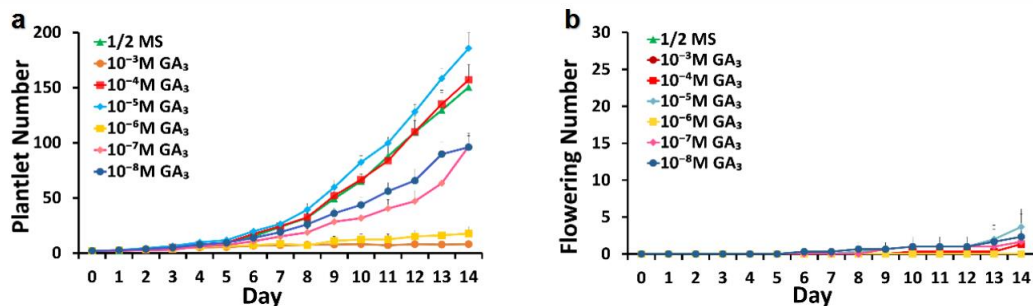 a
Plantlet Number
200
150
100
50
0
1/2 MS
10⁻³M GA₃
10⁻⁴M GA₃
10⁻⁵M GA₃
10⁻⁶M GA₃
10⁻⁷M GA₃
10⁻⁸M GA₃
0 1 2 3 4 5 6 7 8 9 10 11 12 13 14
Day
b
Flowering Number
30
25
20
15
10
5
0
1/2 MS
10⁻³M GA₃
10⁻⁴M GA₃
10⁻⁵M GA₃
10⁻⁶M GA₃
10⁻⁷M GA₃
10⁻⁸M GA₃
0 1 2 3 4 5 6 7 8 9 10 11 12 13 14
Day